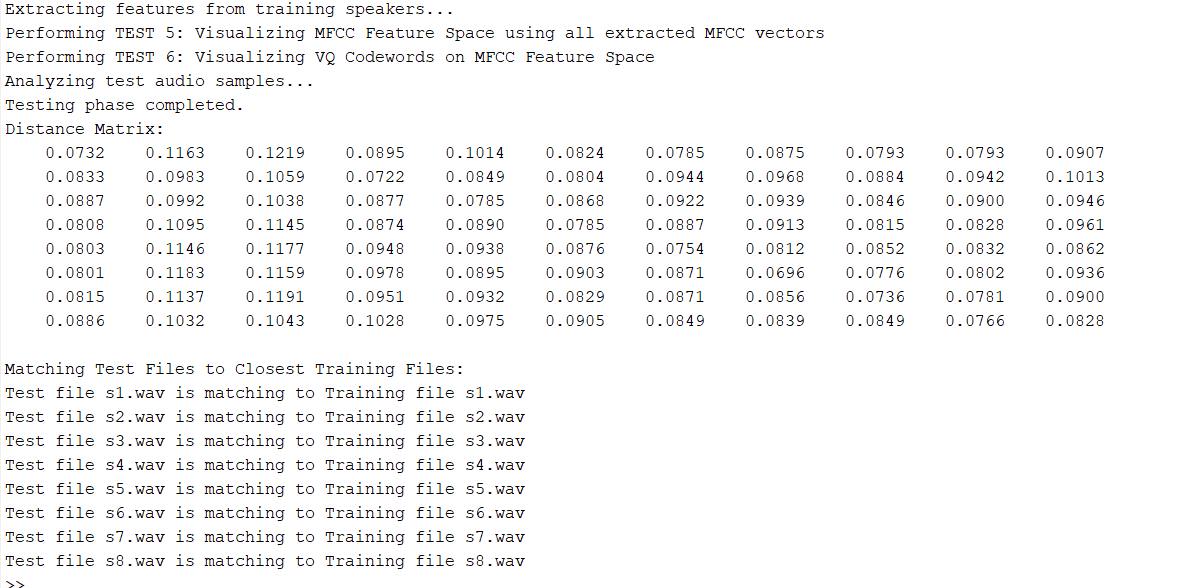 Extracting features from training speakers...
Performing TEST 5: Visualizing MFCC Feature Space using all extracted MFCC vectors
Performing TEST 6: Visualizing VQ Codewords on MFCC Feature Space
Analyzing test audio samples...
Testing phase completed.
Distance Matrix:
0.0732 0.1163 0.1219 0.0895 0.1014 0.0824 0.0785 0.0875 0.0793 0.0793 0.0907
0.0833 0.0983 0.1059 0.0722 0.0849 0.0804 0.0944 0.0968 0.0884 0.0942 0.1013
0.0887 0.0992 0.1038 0.0877 0.0785 0.0868 0.0922 0.0939 0.0846 0.0900 0.0946
0.0808 0.1095 0.1145 0.0874 0.0890 0.0785 0.0887 0.0913 0.0815 0.0828 0.0961
0.0803 0.1146 0.1177 0.0948 0.0938 0.0876 0.0754 0.0812 0.0852 0.0832 0.0862
0.0801 0.1183 0.1159 0.0978 0.0895 0.0903 0.0871 0.0696 0.0776 0.0802 0.0936
0.0815 0.1137 0.1191 0.0951 0.0932 0.0829 0.0871 0.0856 0.0736 0.0781 0.0900
0.0886 0.1032 0.1043 0.1028 0.0975 0.0905 0.0849 0.0839 0.0849 0.0766 0.0828
Matching Test Files to Closest Training Files:
Test file s1.wav is matching to Training file s1.wav
Test file s2.wav is matching to Training file s2.wav
Test file s3.wav is matching to Training file s3.wav
Test file s4.wav is matching to Training file s4.wav
Test file s5.wav is matching to Training file s5.wav
Test file s6.wav is matching to Training file s6.wav
Test file s7.wav is matching to Training file s7.wav
Test file s8.wav is matching to Training file s8.wav
>>